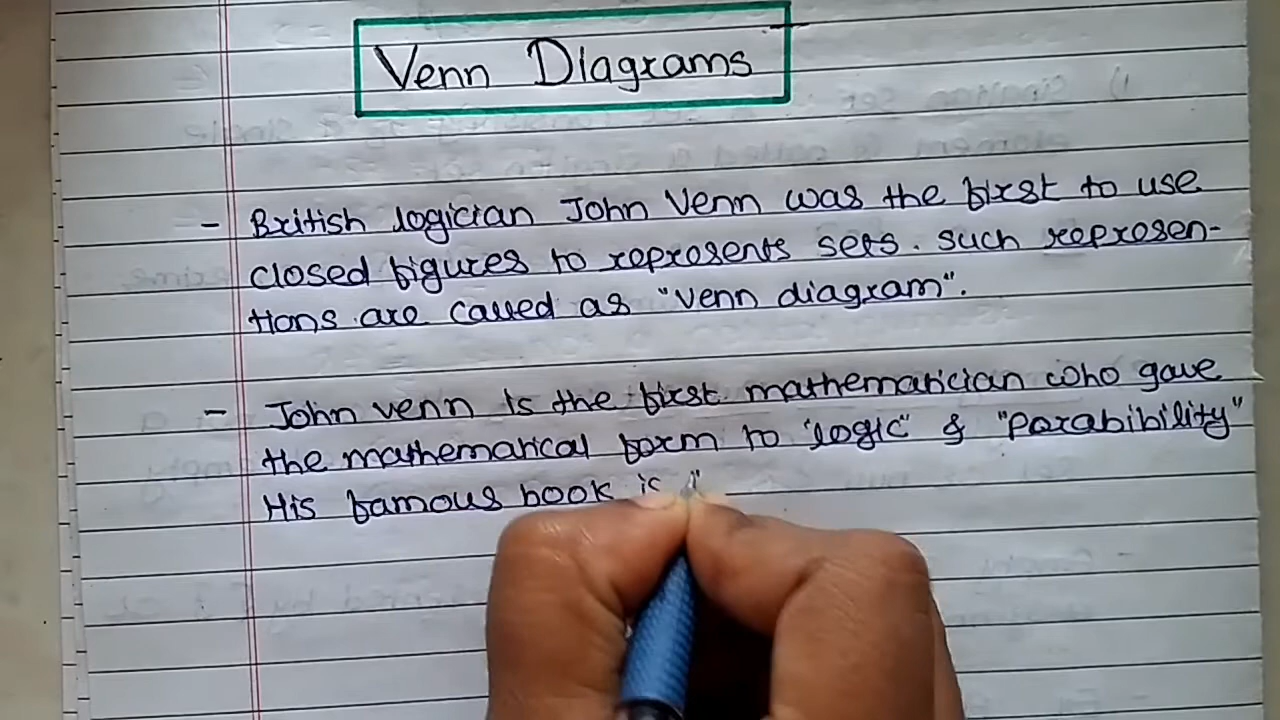 Venn Diagrams
- British logician John Venn was the first to use
closed figures to represents sets. such represen-
tions are called as "venn diagram".
- John venn is the first mathematician who gave
the mathematical form to 'logic" & "Parabibility"
His famous book is "